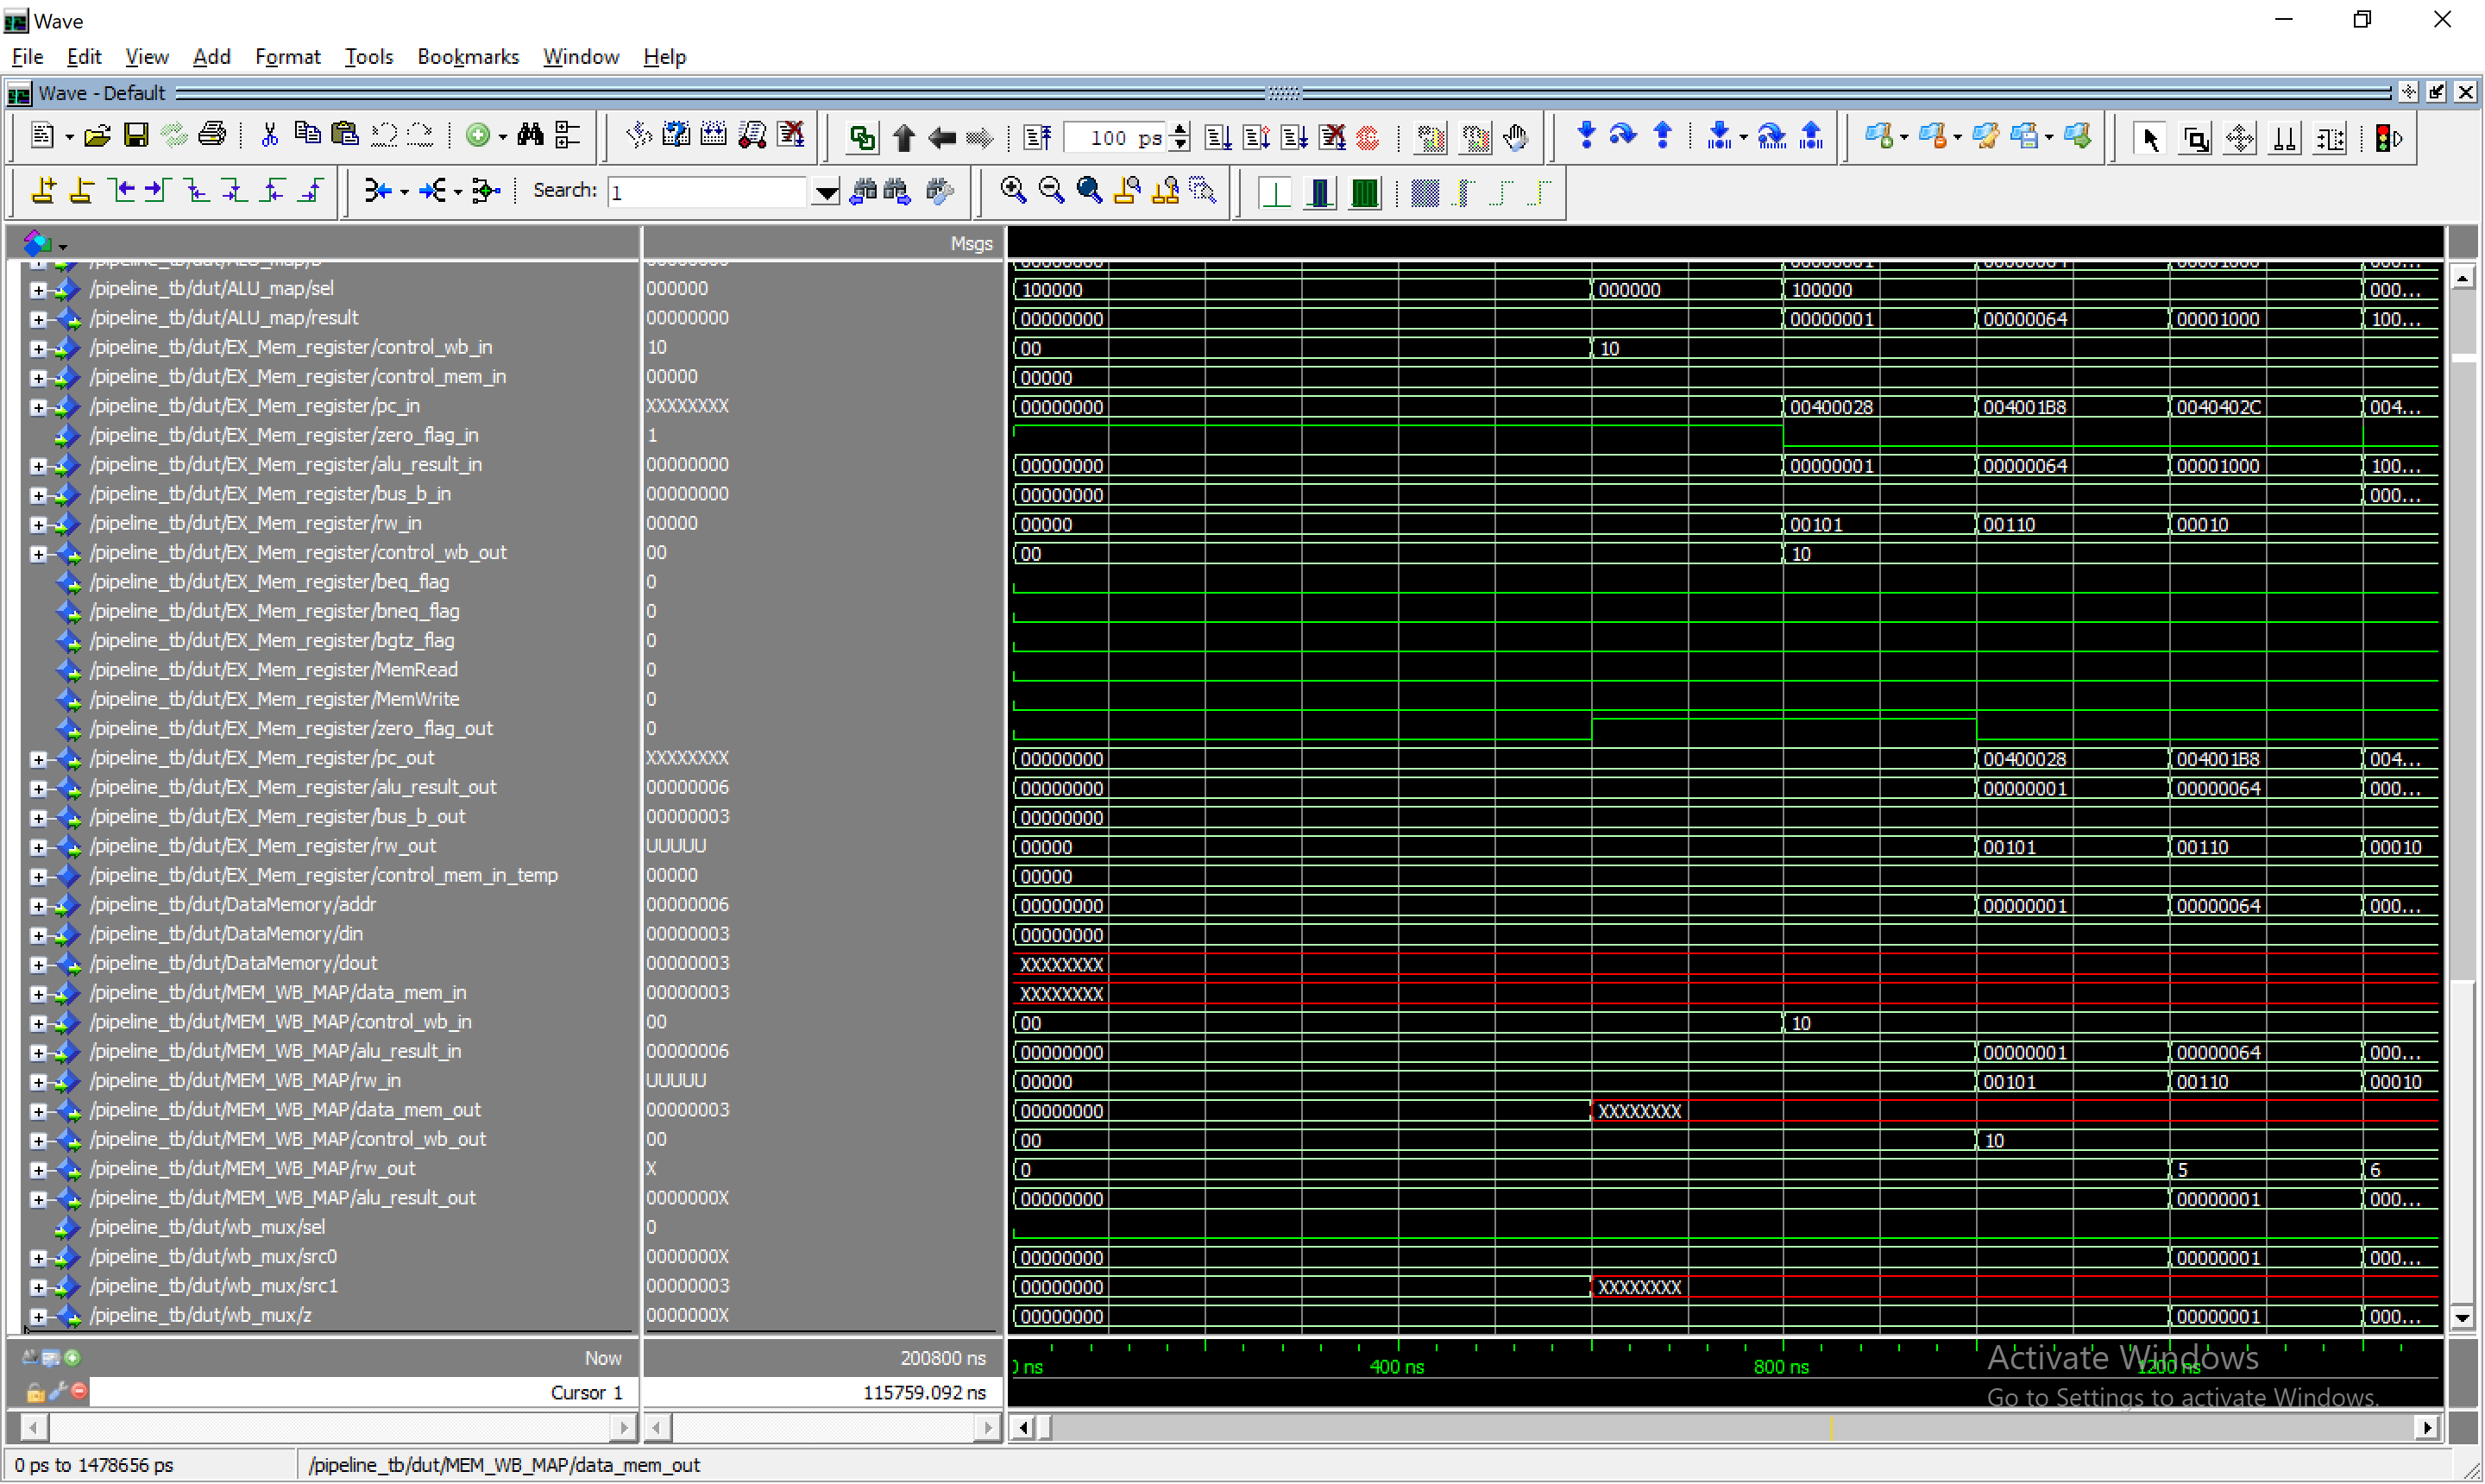 Wave
File Edit View Add Format Tools Bookmarks Window Help
Wave - Default
100 ps
Search: 1
Msgs
/pipeline_tb/dut/ALU_map/b 00000000 00000000 00000001 00000064 00001000 000...
/pipeline_tb/dut/ALU_map/sel 000000 100000 000000 100000 000...
/pipeline_tb/dut/ALU_map/result 00000000 00000000 00000001 00000064 00001000 100...
/pipeline_tb/dut/EX_Mem_register/control_wb_in 10 00 10
/pipeline_tb/dut/EX_Mem_register/control_mem_in 00000 00000
/pipeline_tb/dut/EX_Mem_register/pc_in XXXXXXXX 00000000 00400028 004001B8 0040402C 004...
/pipeline_tb/dut/EX_Mem_register/zero_flag_in 1
/pipeline_tb/dut/EX_Mem_register/alu_result_in 00000000 00000000 00000001 00000064 00001000 100...
/pipeline_tb/dut/EX_Mem_register/bus_b_in 00000000 00000000 000...
/pipeline_tb/dut/EX_Mem_register/rw_in 00000 00000 00101 00110 00010
/pipeline_tb/dut/EX_Mem_register/control_wb_out 00 00 10
/pipeline_tb/dut/EX_Mem_register/beq_flag 0
/pipeline_tb/dut/EX_Mem_register/bneq_flag 0
/pipeline_tb/dut/EX_Mem_register/bgtz_flag 0
/pipeline_tb/dut/EX_Mem_register/MemRead 0
/pipeline_tb/dut/EX_Mem_register/MemWrite 0
/pipeline_tb/dut/EX_Mem_register/zero_flag_out 0
/pipeline_tb/dut/EX_Mem_register/pc_out XXXXXXXX 00000000 00400028 004001B8 004...
/pipeline_tb/dut/EX_Mem_register/alu_result_out 00000006 00000000 00000001 00000064 000...
/pipeline_tb/dut/EX_Mem_register/bus_b_out 00000003 00000000
/pipeline_tb/dut/EX_Mem_register/rw_out UUUUU 00000 00101 00110 00010
/pipeline_tb/dut/EX_Mem_register/control_mem_in_temp 00000 00000
/pipeline_tb/dut/DataMemory/addr 00000006 00000000 00000001 00000064 000...
/pipeline_tb/dut/DataMemory/din 00000003 00000000
/pipeline_tb/dut/DataMemory/dout 00000003 XXXXXXXX
/pipeline_tb/dut/MEM_WB_MAP/data_mem_in 00000003 XXXXXXXX
/pipeline_tb/dut/MEM_WB_MAP/control_wb_in 00 00 10
/pipeline_tb/dut/MEM_WB_MAP/alu_result_in 00000006 00000000 00000001 00000064 000...
/pipeline_tb/dut/MEM_WB_MAP/rw_in UUUUU 00000 00101 00110 00010
/pipeline_tb/dut/MEM_WB_MAP/data_mem_out 00000003 00000000 XXXXXXXX
/pipeline_tb/dut/MEM_WB_MAP/control_wb_out 00 00 10
/pipeline_tb/dut/MEM_WB_MAP/rw_out X 0 5 6
/pipeline_tb/dut/MEM_WB_MAP/alu_result_out 0000000X 00000000 00000001 000...
/pipeline_tb/dut/wb_mux/sel 0
/pipeline_tb/dut/wb_mux/src0 0000000X 00000000 00000001 000...
/pipeline_tb/dut/wb_mux/src1 00000003 00000000 XXXXXXXX
/pipeline_tb/dut/wb_mux/z 0000000X 00000000 00000001 000...
Now 200800 ns 0 ns 400 ns 800 ns 1200 ns
Activate Windows
Cursor 1 115759.092 ns
Go to Settings to activate Windows.
0 ps to 1478656 ps /pipeline_tb/dut/MEM_WB_MAP/data_mem_out